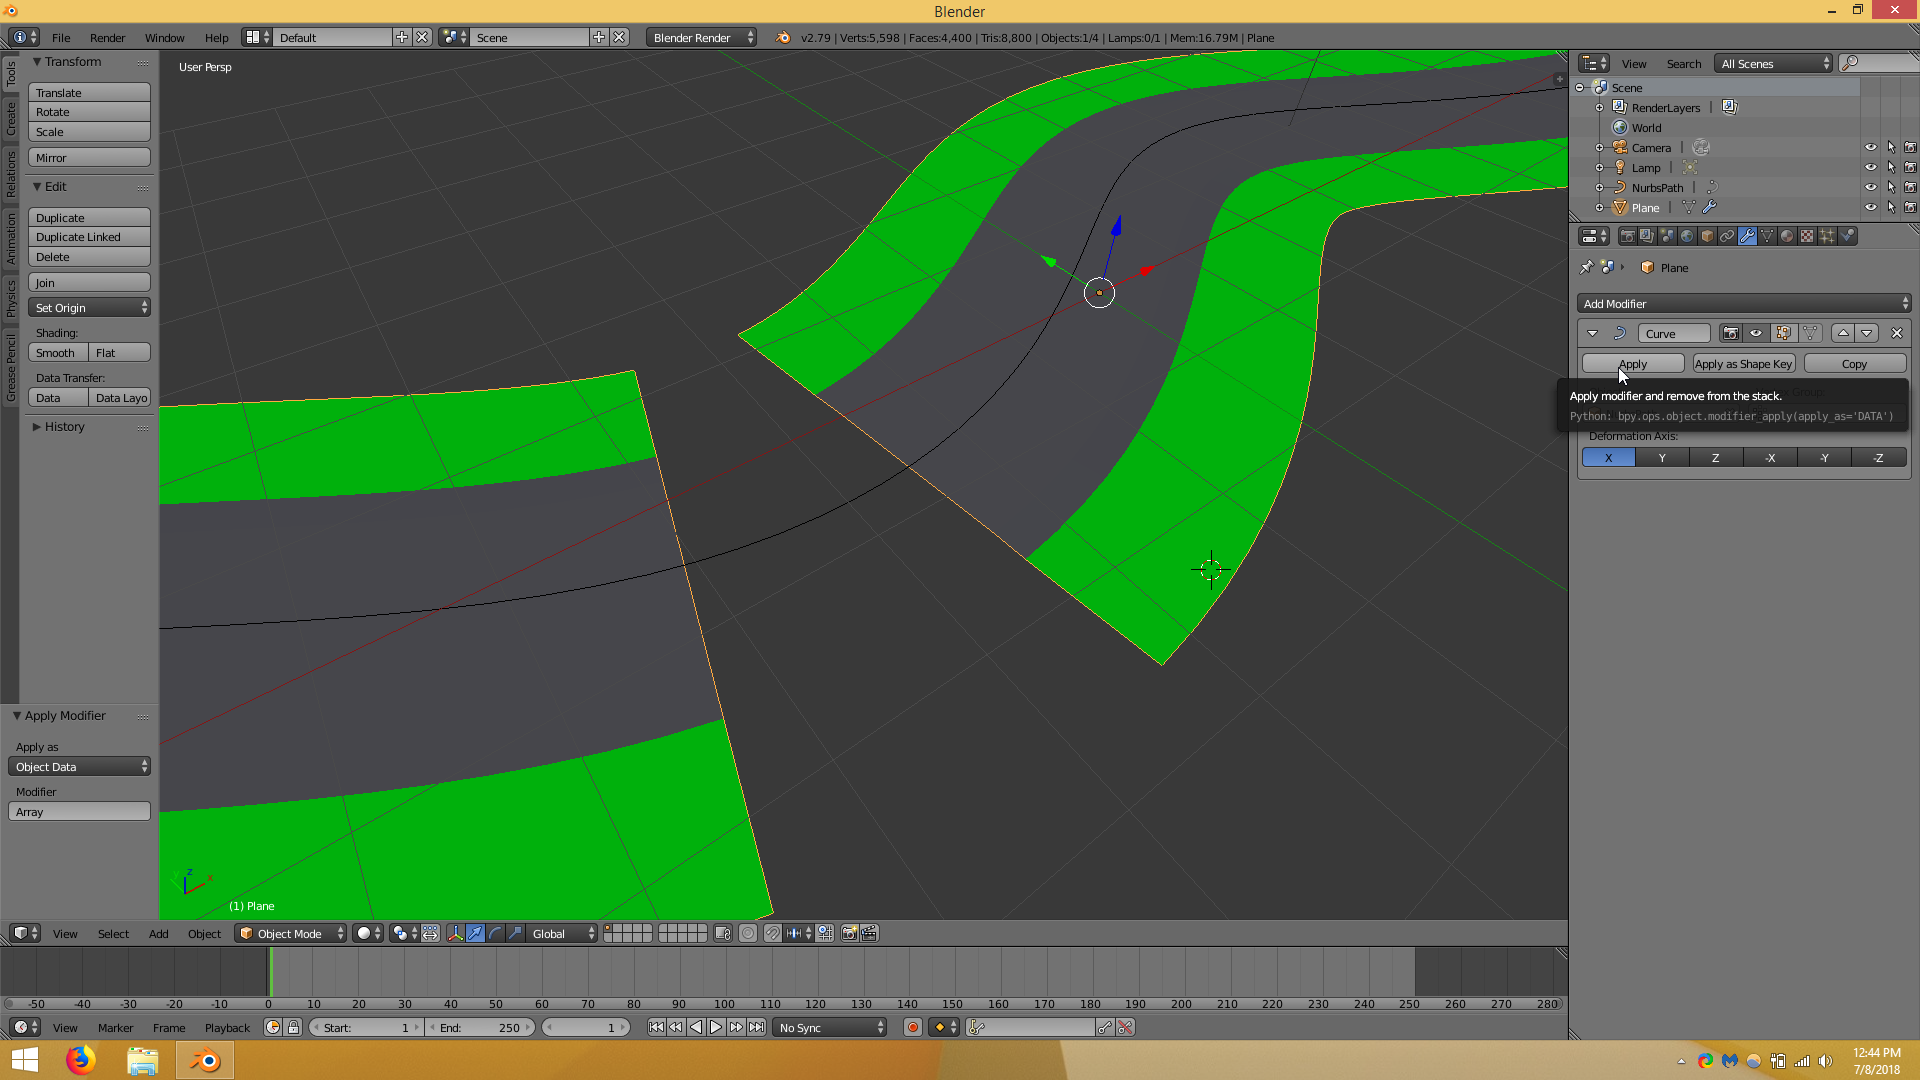 Blender
File Render Window Help Default Scene Blender Render v2.79 | Verts:5,598 | Faces:4,400 | Tris:8,800 | Objects:1/4 | Lamps:0/1 | Mem:16.79M | Plane
Tools
Create
Relations
Animation
Physics
Grease Pencil
Transform
Translate
Rotate
Scale
Mirror
Edit
Duplicate
Duplicate Linked
Delete
Join
Set Origin
Shading:
Smooth Flat
Data Transfer:
Data Data Layo
History
Apply Modifier
Apply as
Object Data
Modifier
Array
User Persp
(1) Plane
z
x
View Search All Scenes
Scene
RenderLayers |
World
Camera |
Lamp |
NurbsPath |
Plane |
Plane
Add Modifier
Curve
Apply Apply as Shape Key Copy
Apply modifier and remove from the stack.
Python: bpy.ops.object.modifier_apply(apply_as='DATA')
Deformation Axis:
X Y Z -X -Y -Z
View Select Add Object Object Mode Global
-50 -40 -30 -20 -10 0 10 20 30 40 50 60 70 80 90 100 110 120 130 140 150 160 170 180 190 200 210 220 230 240 250 260 270 280
View Marker Frame Playback Start: 1 End: 250 1 No Sync
12:44 PM
7/8/2018